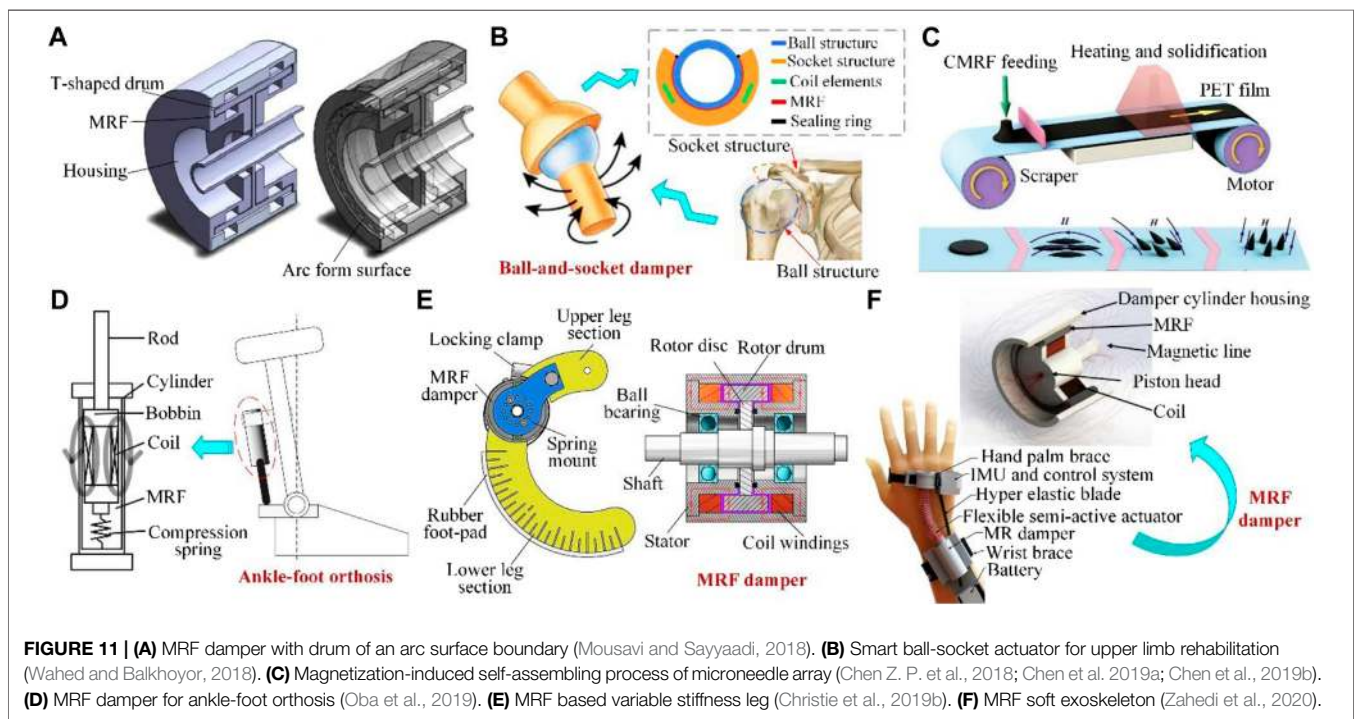 A
T-shaped drum
MRF
Housing
Arc form surface
B
Ball structure
Socket structure
Coil elements
MRF
Sealing ring
Socket structure
Ball-and-socket damper
Ball structure
C
Heating and solidification
CMRF feeding
PET film
Scraper
Motor
H
H
H
D
Rod
Cylinder
Bobbin
Coil
MRF
Compression
spring
Ankle-foot orthosis
E
Upper leg
section
Locking clamp
MRF
damper
Spring
mount
Rubber
foot-pad
Lower leg
section
Rotor disc
Rotor drum
Ball
bearing
Shaft
Stator
Coil windings
MRF damper
F
Damper cylinder housing
MRF
Magnetic line
Piston head
Coil
Hand palm brace
IMU and control system
Hyper elastic blade
Flexible semi-active actuator
MR damper
Wrist brace
Battery
MRF
damper
FIGURE 11 | (A) MRF damper with drum of an arc surface boundary (Mousavi and Sayyaadi, 2018). (B) Smart ball-socket actuator for upper limb rehabilitation
(Wahed and Balkhoyor, 2018). (C) Magnetization-induced self-assembling process of microneedle array (Chen Z. P. et al., 2018; Chen et al. 2019a; Chen et al., 2019b).
(D) MRF damper for ankle-foot orthosis (Oba et al., 2019). (E) MRF based variable stiffness leg (Christie et al., 2019b). (F) MRF soft exoskeleton (Zahedi et al., 2020).